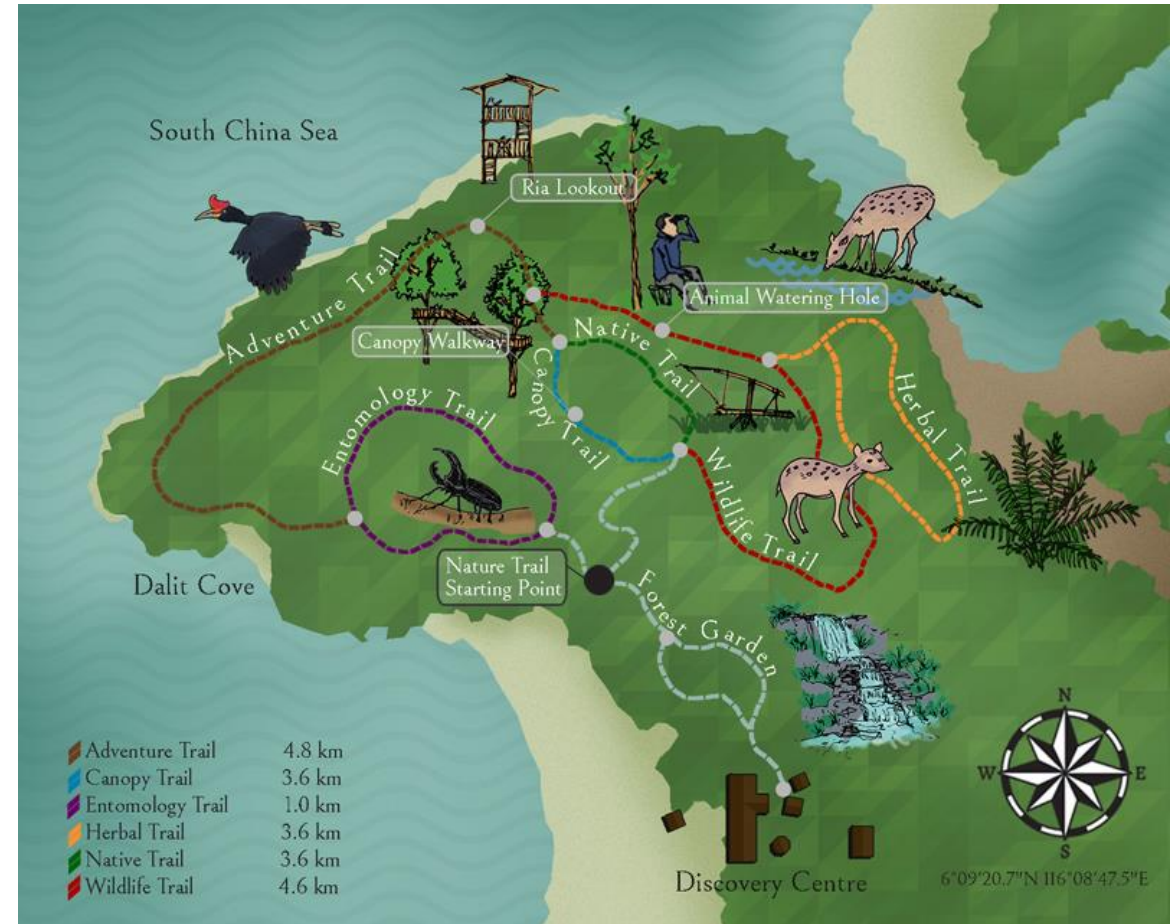 South China Sea
Ria Lookout
Adventure Trail
Animal Watering Hole
Canopy Walkway
Native Trail
Canopy Trail
Herbal Trail
Entomology Trail
Wildlife Trail
Nature Trail
Starting Point
Dalit Cove
Forest Garden
N
W E
S
Adventure Trail 4.8 km
Canopy Trail 3.6 km
Entomology Trail 1.0 km
Herbal Trail 3.6 km
Native Trail 3.6 km
Wildlife Trail 4.6 km
Discovery Centre
6°09'20.7"N 116°08'47.5"E